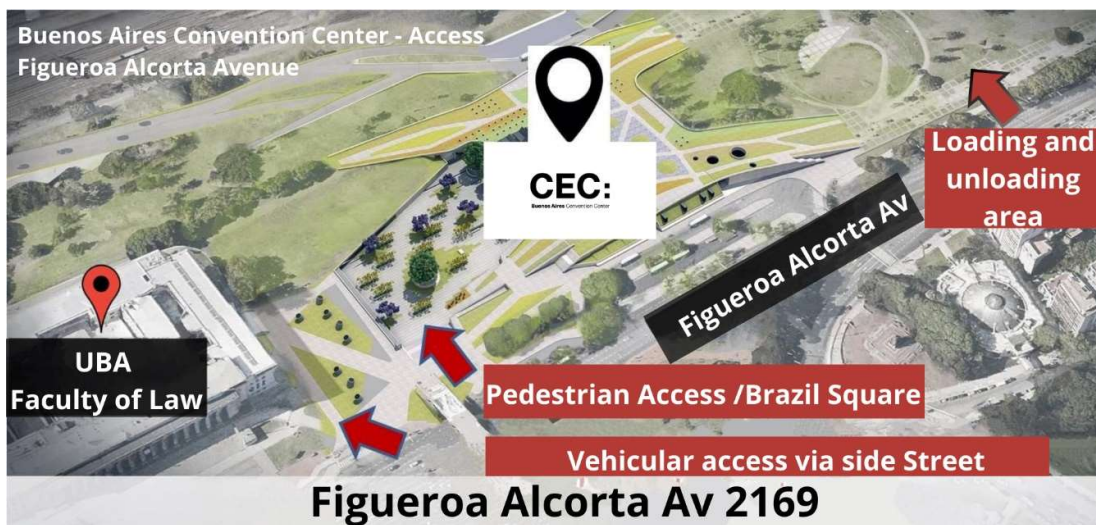 Buenos Aires Convention Center - Access
Figueroa Alcorta Avenue
CEC:
Buenos Aires Convention Center
Loading and
unloading
area
Figueroa Alcorta Av
UBA
Faculty of Law
Pedestrian Access /Brazil Square
Vehicular access via side Street
Figueroa Alcorta Av 2169